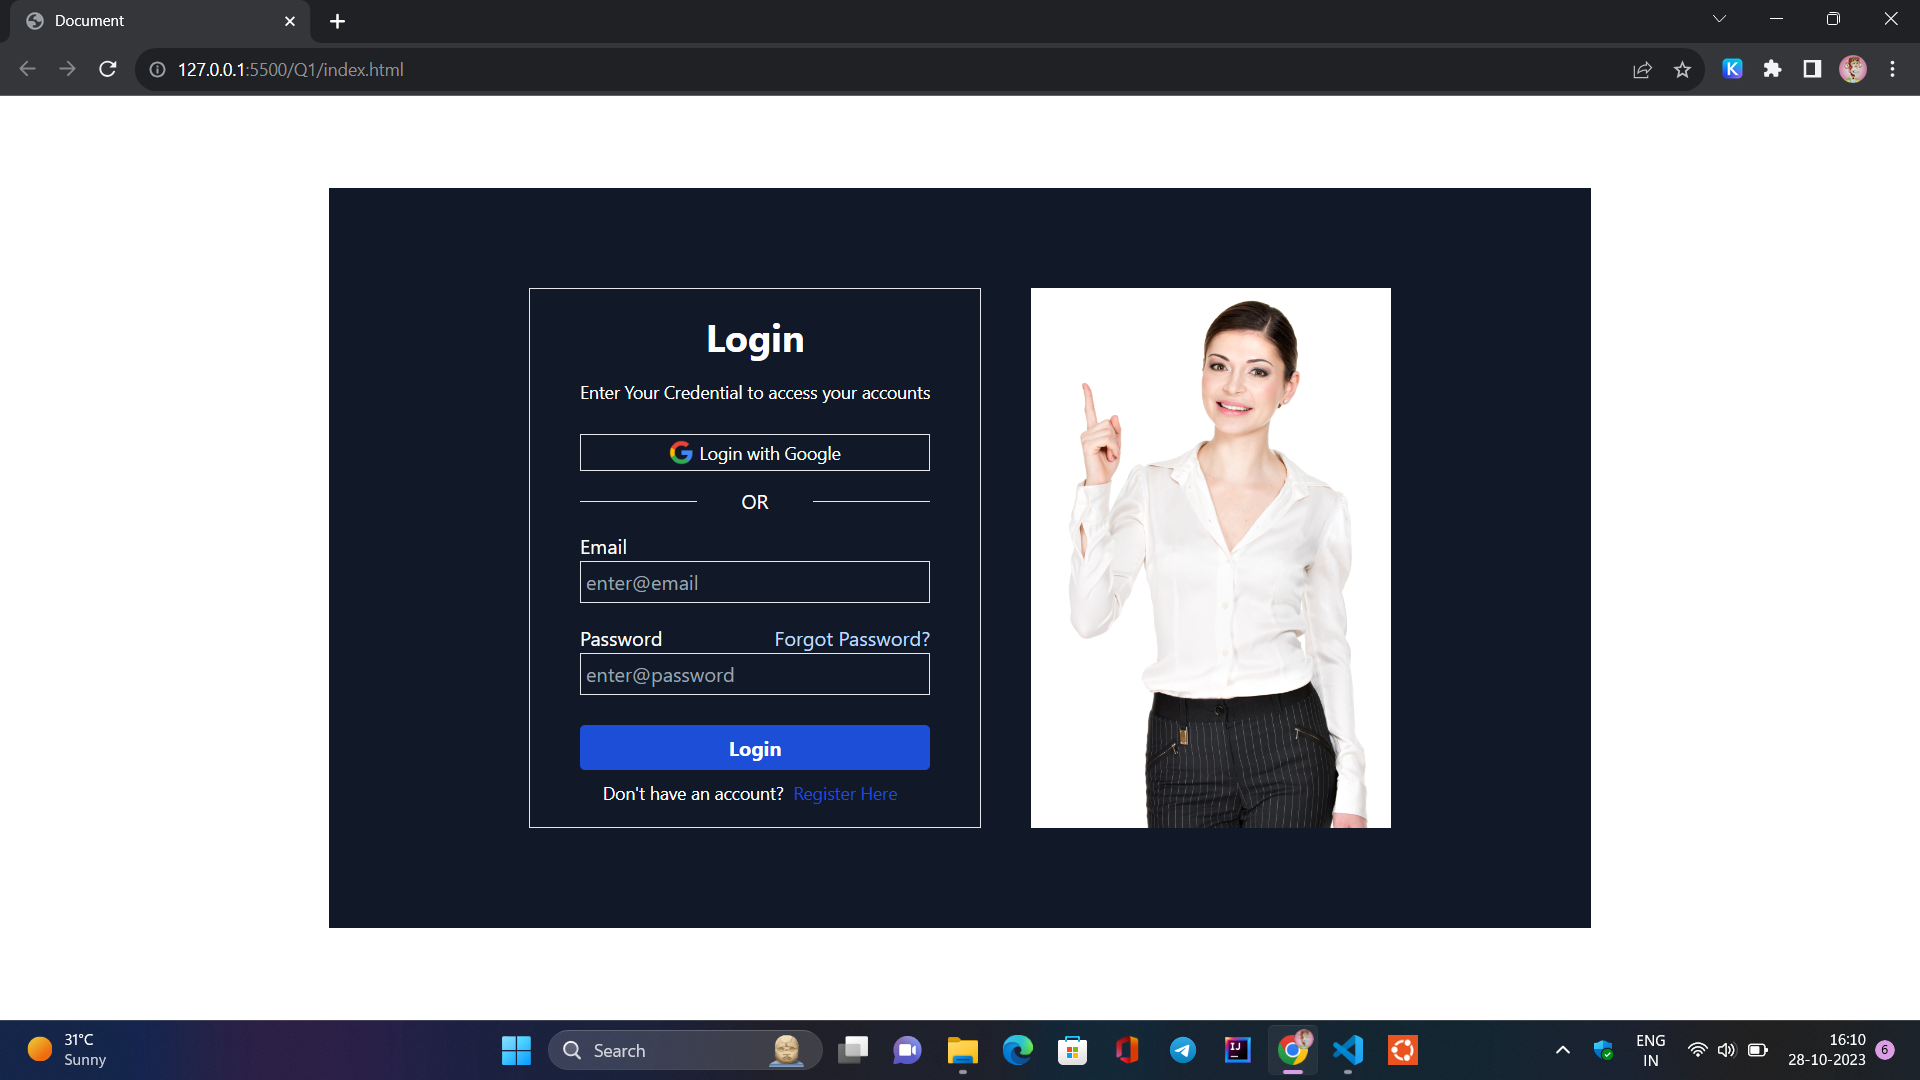 Document
127.0.0.1:5500/Q1/index.html
K
Login
Enter Your Credential to access your accounts
Login with Google
OR
Email
enter@email
Password
Forgot Password?
enter@password
Login
Don't have an account? Register Here
31°C
Sunny
Search
IJ
ENG
IN
16:10
28-10-2023
6